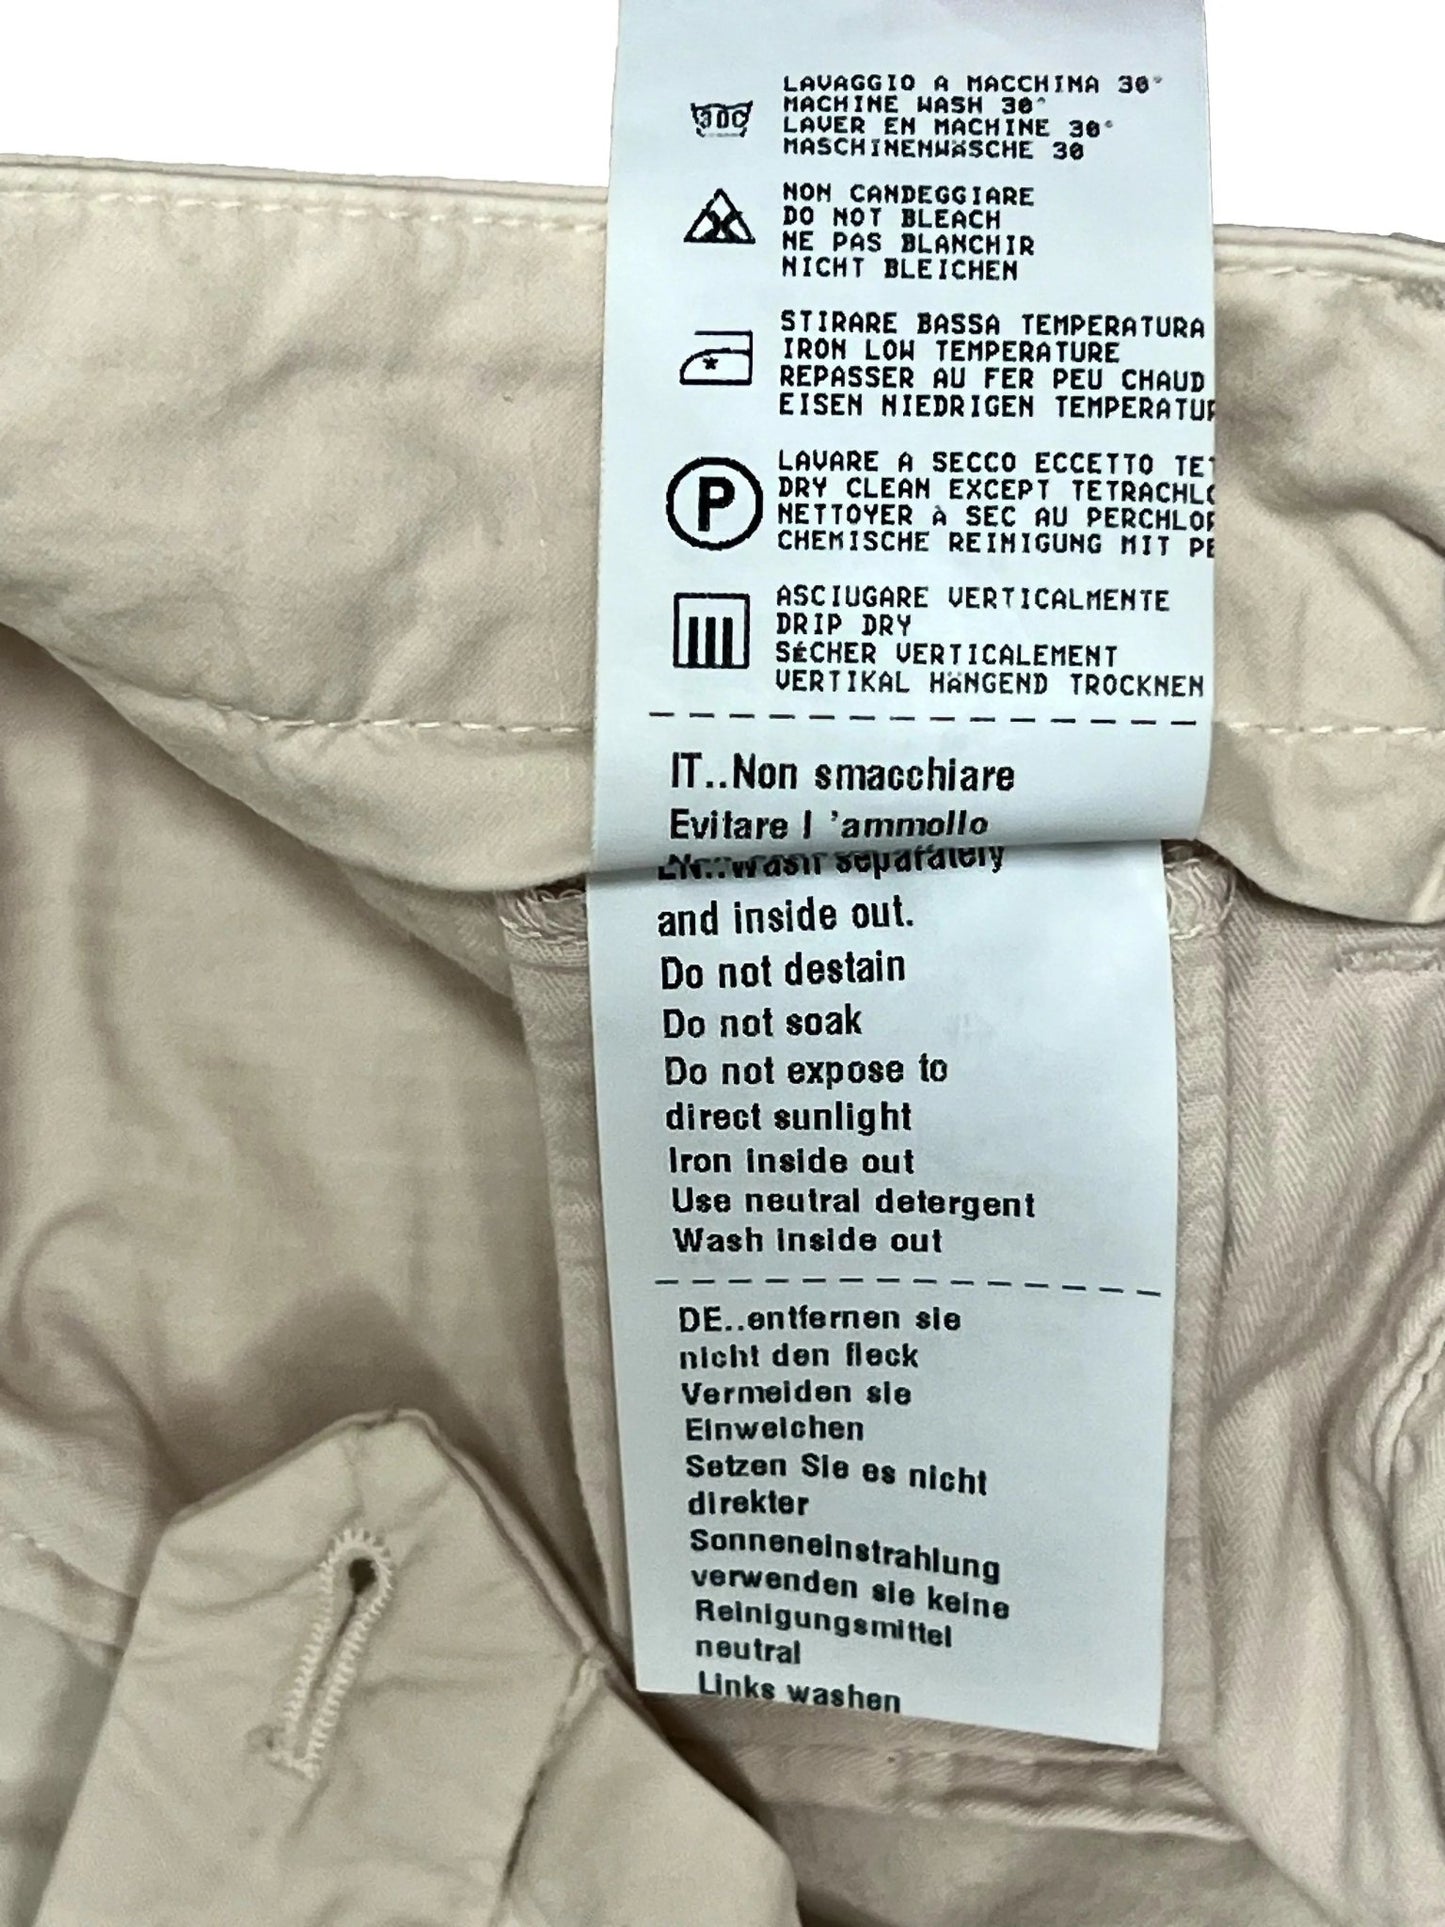 30C
LAVAGGIO A MACCHINA 30°
MACHINE WASH 30°
LAVER EN MACHINE 30°
MASCHINENWÄSCHE 30
NON CANDEGGIARE
DO NOT BLEACH
NE PAS BLANCHIR
NICHT BLEICHEN
STIRARE BASSA TEMPERATURA
IRON LOW TEMPERATURE
REPASSER AU FER PEU CHAUD
EISEN NIEDRIGEN TEMPERATUR
P
LAVARE A SECCO ECCETTO
DRY CLEAN EXCEPT
NETTOYER À SEC AU
CHEMISCHE REINIGUNG MIT
ASCIUGARE VERTICALMENTE
DRIP DRY
SÉCHER VERTICALEMENT
VERTIKAL HÄNGEND TROCKNEN
IT..Non smacchiare
Evitare l 'ammollo
EN..wash separately
and inside out.
Do not destain
Do not soak
Do not expose to
direct sunlight
Iron inside out
Use neutral detergent
Wash inside out
DE..entfernen sie
nicht den fleck
Vermeiden sie
Einweichen
Setzen Sie es nicht
direkter
Sonneneinstrahlung
verwenden sie keine
Reinigungsmittel
neutral
Links washen